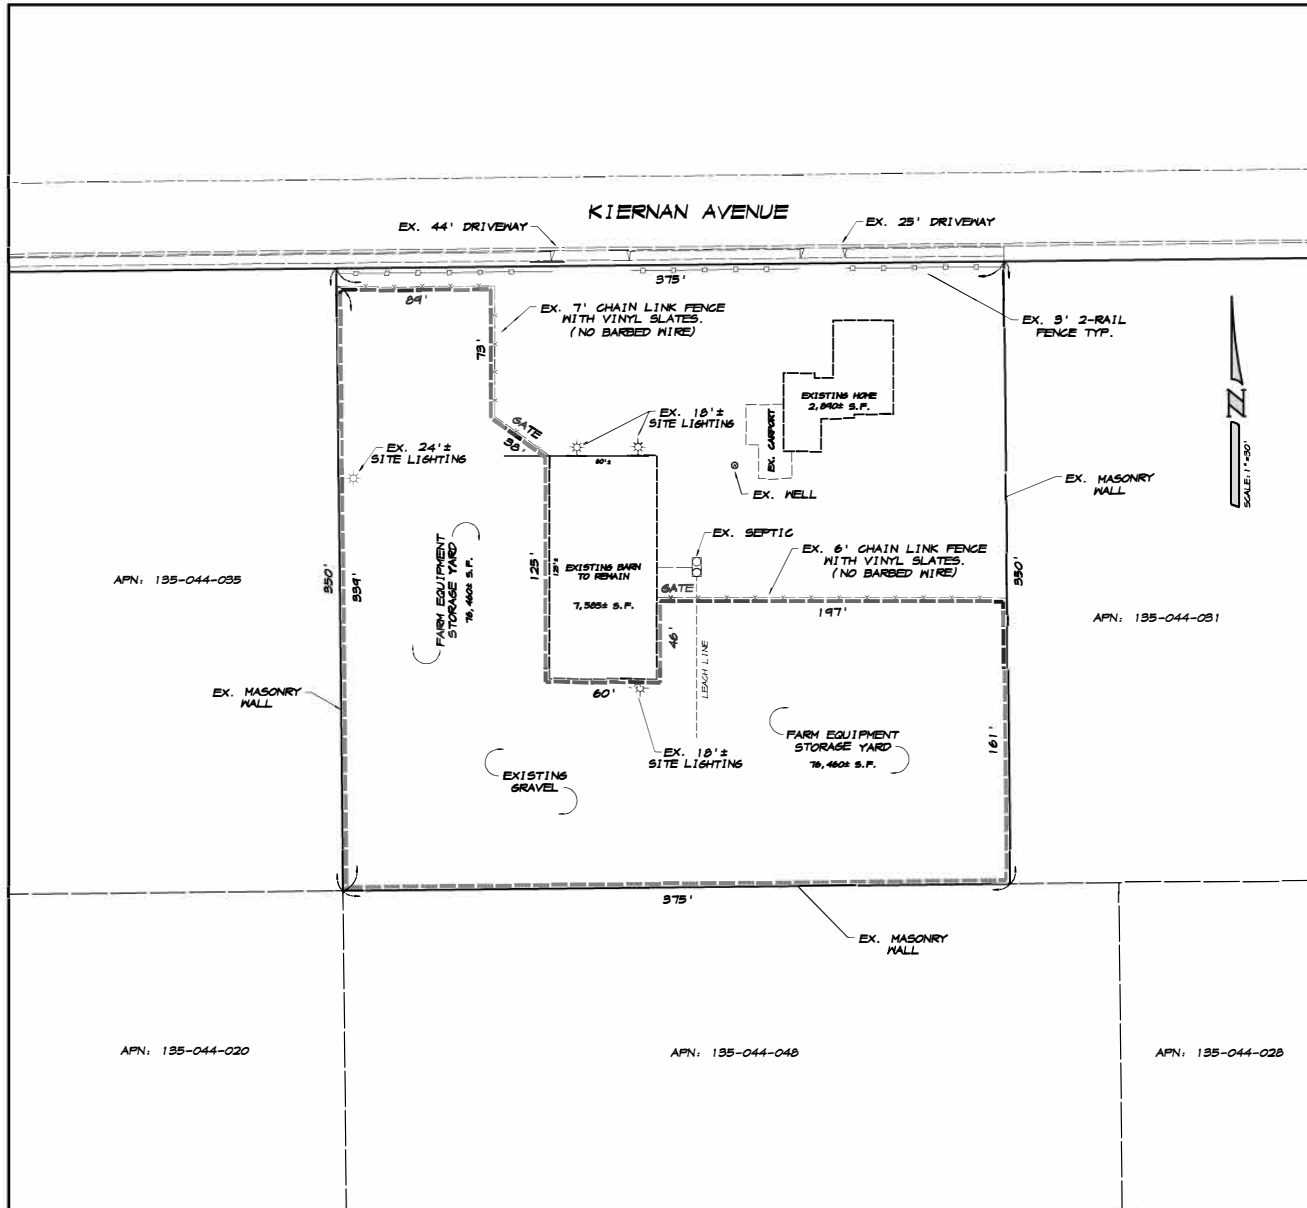 KIERNAN AVENUE
EX. 44' DRIVEWAY
EX. 25' DRIVEWAY
375'
89'
EX. 7' CHAIN LINK FENCE
WITH VINYL SLATES.
(NO BARBED WIRE)
EX. 3' 2-RAIL
FENCE TYP.
73'
EXISTING HOME
2,890± S.F.
EX. CARPORT
GATE
38'
EX. 18'±
SITE LIGHTING
EX. 24'±
SITE LIGHTING
60'±
EX. WELL
EX. MASONRY
WALL
N
SCALE: 1"=30'
EX. SEPTIC
EX. 6' CHAIN LINK FENCE
WITH VINYL SLATES.
(NO BARBED WIRE)
FARM EQUIPMENT
STORAGE YARD
76,460± S.F.
125'
125'±
EXISTING BARN
TO REMAIN
7,585± S.F.
GATE
197'
46'
350'
339'
350'
APN: 135-044-035
APN: 135-044-031
LEACH LINE
EX. MASONRY
WALL
60'
EX. 18'±
SITE LIGHTING
FARM EQUIPMENT
STORAGE YARD
76,460± S.F.
161'
EXISTING
GRAVEL
375'
EX. MASONRY
WALL
APN: 135-044-020
APN: 135-044-048
APN: 135-044-028